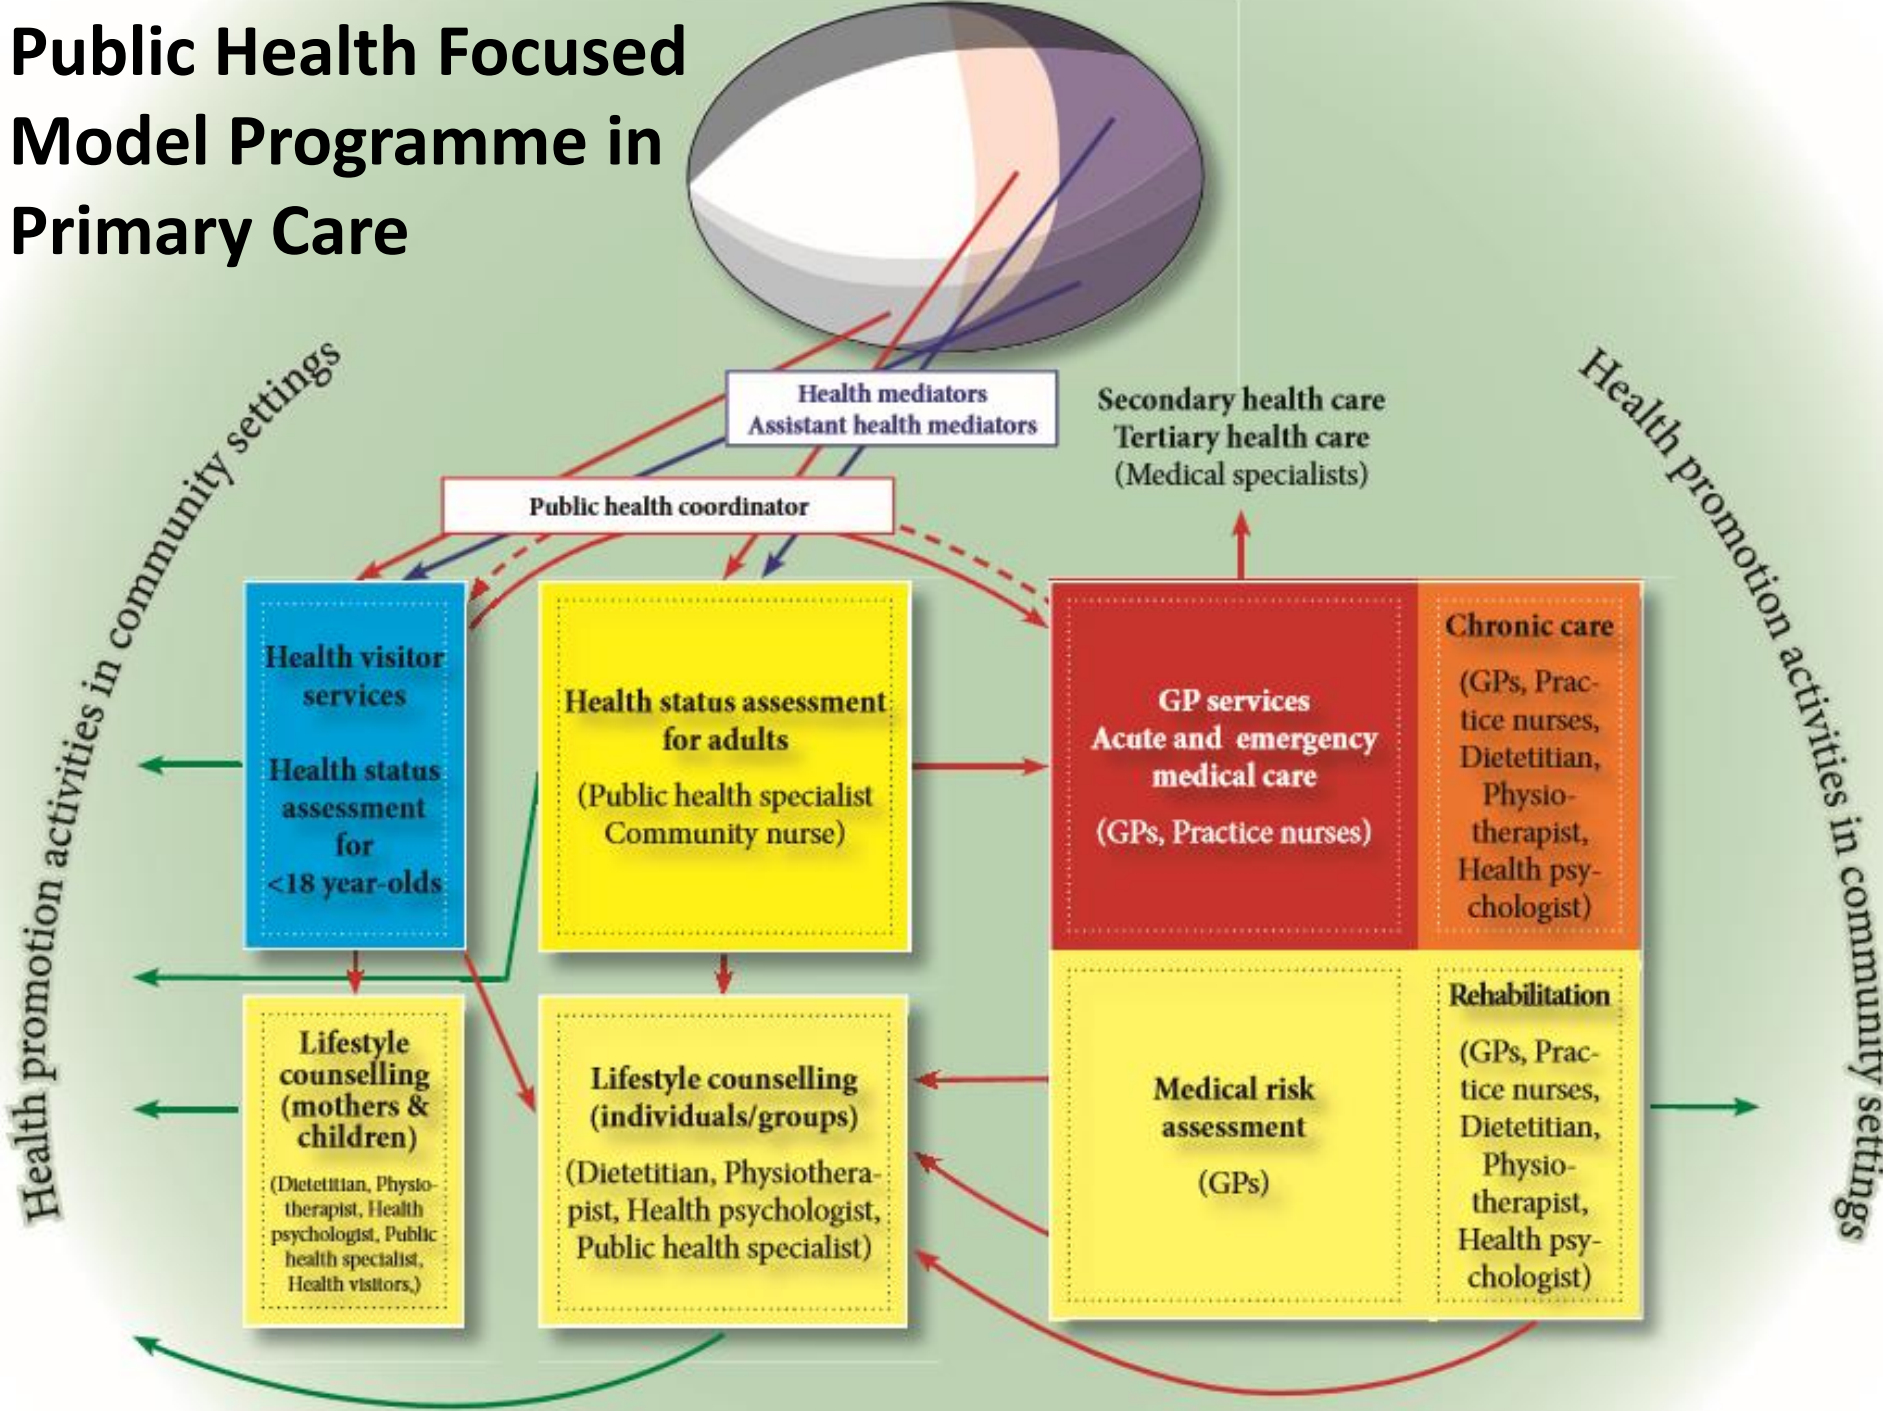 Public Health Focused
Model Programme in
Primary Care
Health promotion activities in community settings
Health promotion activities in community settings
Health mediators
Assistant health mediators
Secondary health care
Tertiary health care
(Medical specialists)
Public health coordinator
Health visitor
services
Health status
assessment
for
<18 year-olds
Health status assessment
for adults
(Public health specialist
Community nurse)
GP services
Acute and emergency
medical care
(GPs, Practice nurses)
Chronic care
(GPs, Prac-
tice nurses,
Dietetitian,
Physio-
therapist,
Health psy-
chologist)
Lifestyle
counselling
(mothers &
children)
(Dietetitian, Physio-
therapist, Health
psychologist, Public
health specialist,
Health visitors,)
Lifestyle counselling
(individuals/groups)
(Dietetitian, Physiothera-
pist, Health psychologist,
Public health specialist)
Medical risk
assessment
(GPs)
Rehabilitation
(GPs, Prac-
tice nurses,
Dietetitian,
Physio-
therapist,
Health psy-
chologist)